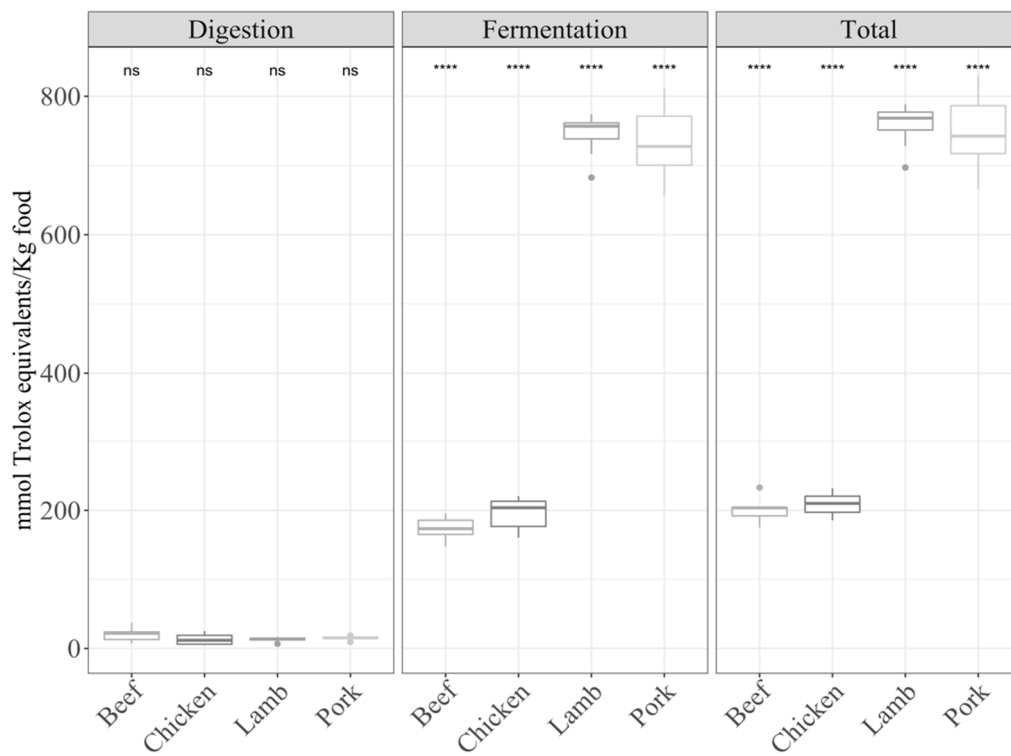 Digestion Fermentation Total
ns ns ns ns **** **** **** **** **** **** **** ****
mmol Trolox equivalents/Kg food
800
600
400
200
0
Beef Chicken Lamb Pork Beef Chicken Lamb Pork Beef Chicken Lamb Pork